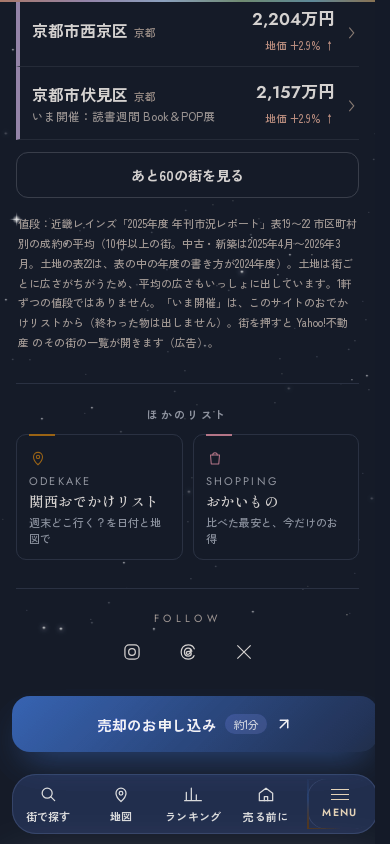 京都市西京区 京都
2,204万円
地価 +2.9% ↑
京都市伏見区 京都
いま開催：読書週間 Book＆POP展
2,157万円
地価 +2.9% ↑
あと60の街を見る
値段：近畿レインズ「2025年度 年刊市況レポート」表19〜22 市区町村
別の成約の平均（10件以上の街。中古・新築は2025年4月〜2026年3
月。土地の表22は、表の中の年度の書き方が2024年度）。土地は街ご
とに広さがちがうため、平均の広さもいっしょに出しています。1軒
ずつの値段ではありません。「いま開催」は、このサイトのおでか
けリストから（終わった物は出しません）。街を押すと Yahoo!不動
産 のその街の一覧が開きます（広告）。。
ほかのリスト
ODEKAKE
関西おでかけリスト
週末どこ行く？を日付と地
図で
SHOPPING
おかいもの
比べた最安と、今だけのお
得
FOLLOW
売却のお申し込み 約1分
街で探す
地図
ランキング
売る前に
MENU